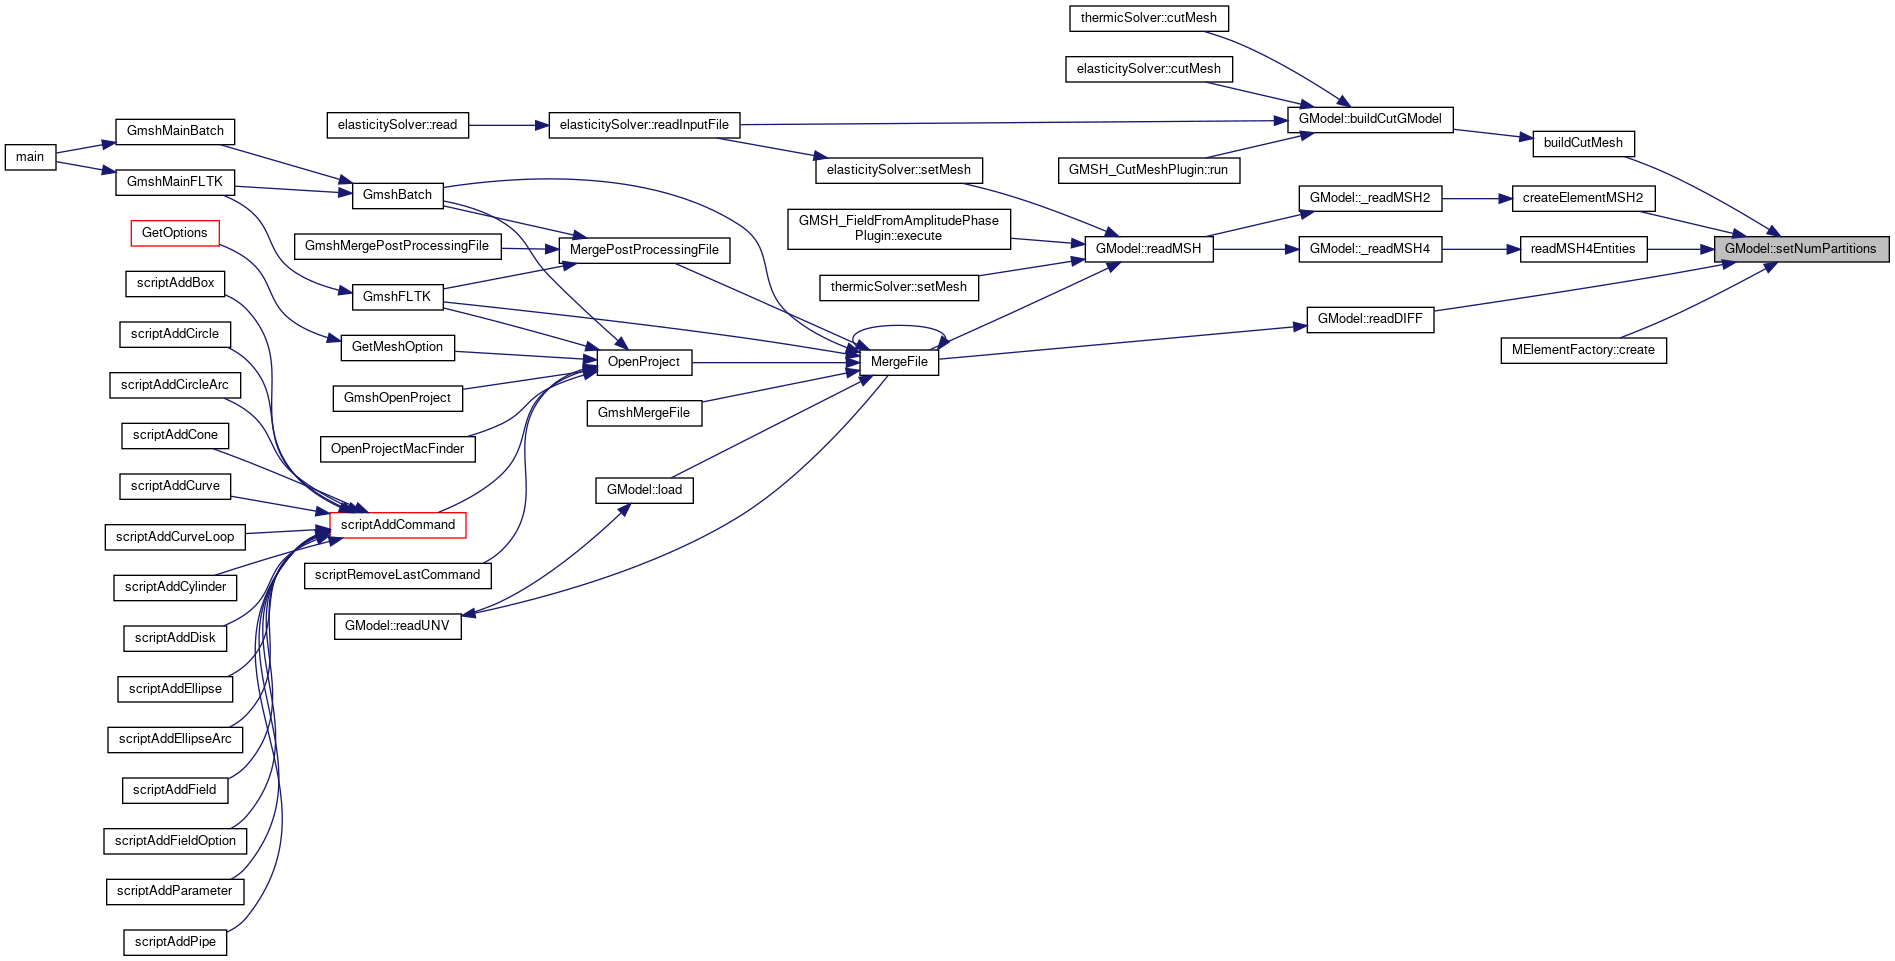 thermicSolver::cutMesh
elasticitySolver::cutMesh
GModel::buildCutGModel
GmshMainBatch
elasticitySolver::read
elasticitySolver::readInputFile
buildCutMesh
main
GMSH_CutMeshPlugin::run
elasticitySolver::setMesh
GmshMainFLTK
GmshBatch
GModel::_readMSH2
createElementMSH2
GMSH_FieldFromAmplitudePhase
Plugin::execute
GetOptions
GmshMergePostProcessingFile
MergePostProcessingFile
GModel::readMSH
GModel::_readMSH4
readMSH4Entities
GModel::setNumPartitions
scriptAddBox
GmshFLTK
thermicSolver::setMesh
GModel::readDIFF
scriptAddCircle
GetMeshOption
MElementFactory::create
OpenProject
MergeFile
scriptAddCircleArc
GmshOpenProject
GmshMergeFile
scriptAddCone
OpenProjectMacFinder
scriptAddCurve
GModel::load
scriptAddCommand
scriptAddCurveLoop
scriptRemoveLastCommand
scriptAddCylinder
GModel::readUNV
scriptAddDisk
scriptAddEllipse
scriptAddEllipseArc
scriptAddField
scriptAddFieldOption
scriptAddParameter
scriptAddPipe